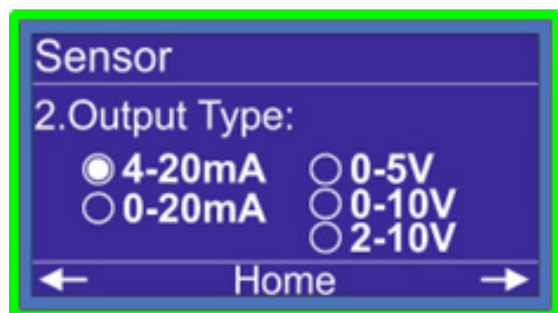 Sensor
2.Output Type:
4-20mA 0-5V
0-20mA 0-10V
2-10V
Home